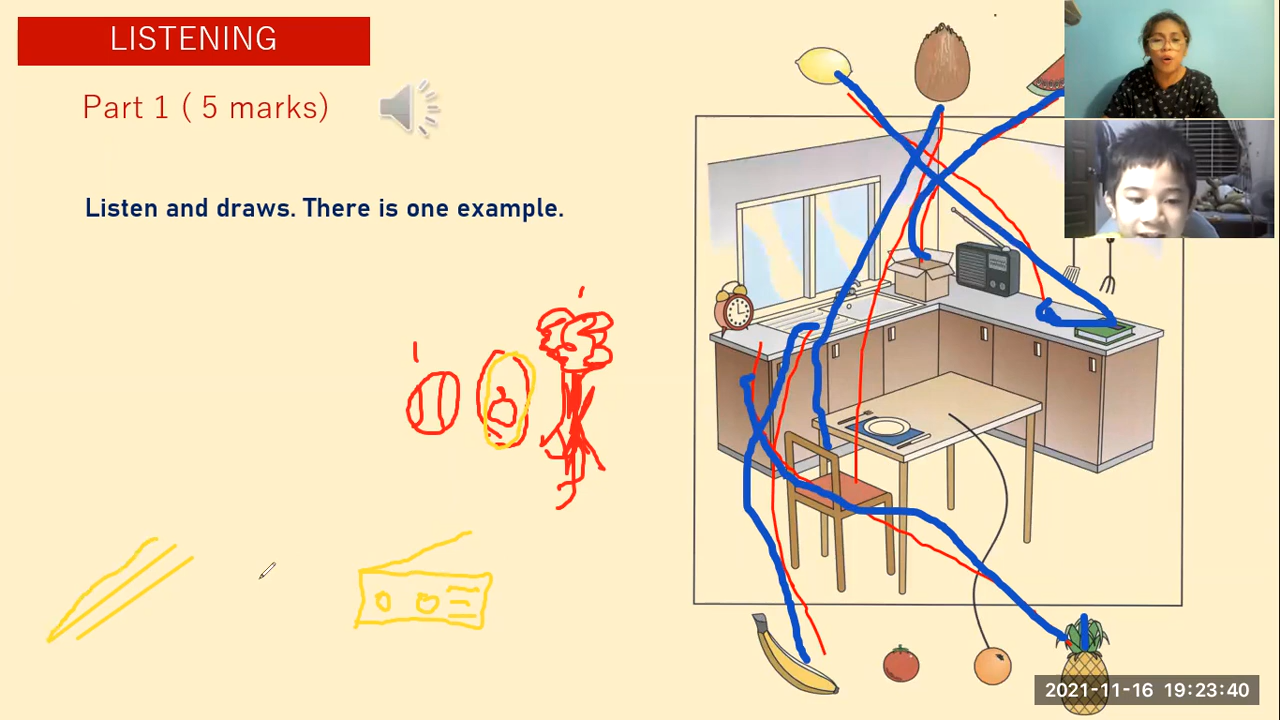 LISTENING
Part 1 ( 5 marks)
Listen and draws. There is one example.
2021-11-16 19:23:40